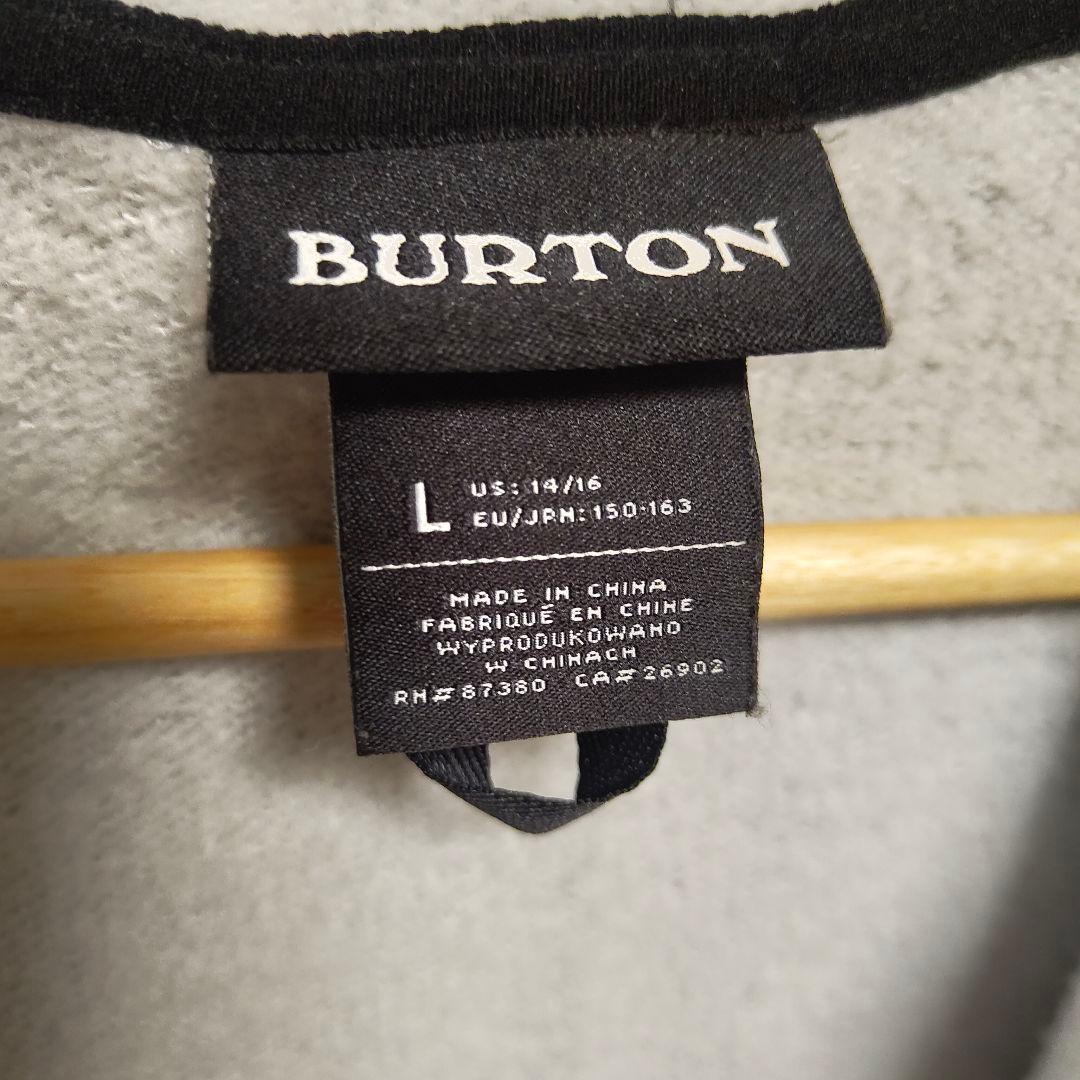 BURTON
L US: 14/16
EU/JPN: 150-163
MADE IN CHINA
FABRIQUÉ EN CHINE
WYPRODUKOWANO
W CHINACH
RN# 87380 CA# 26902